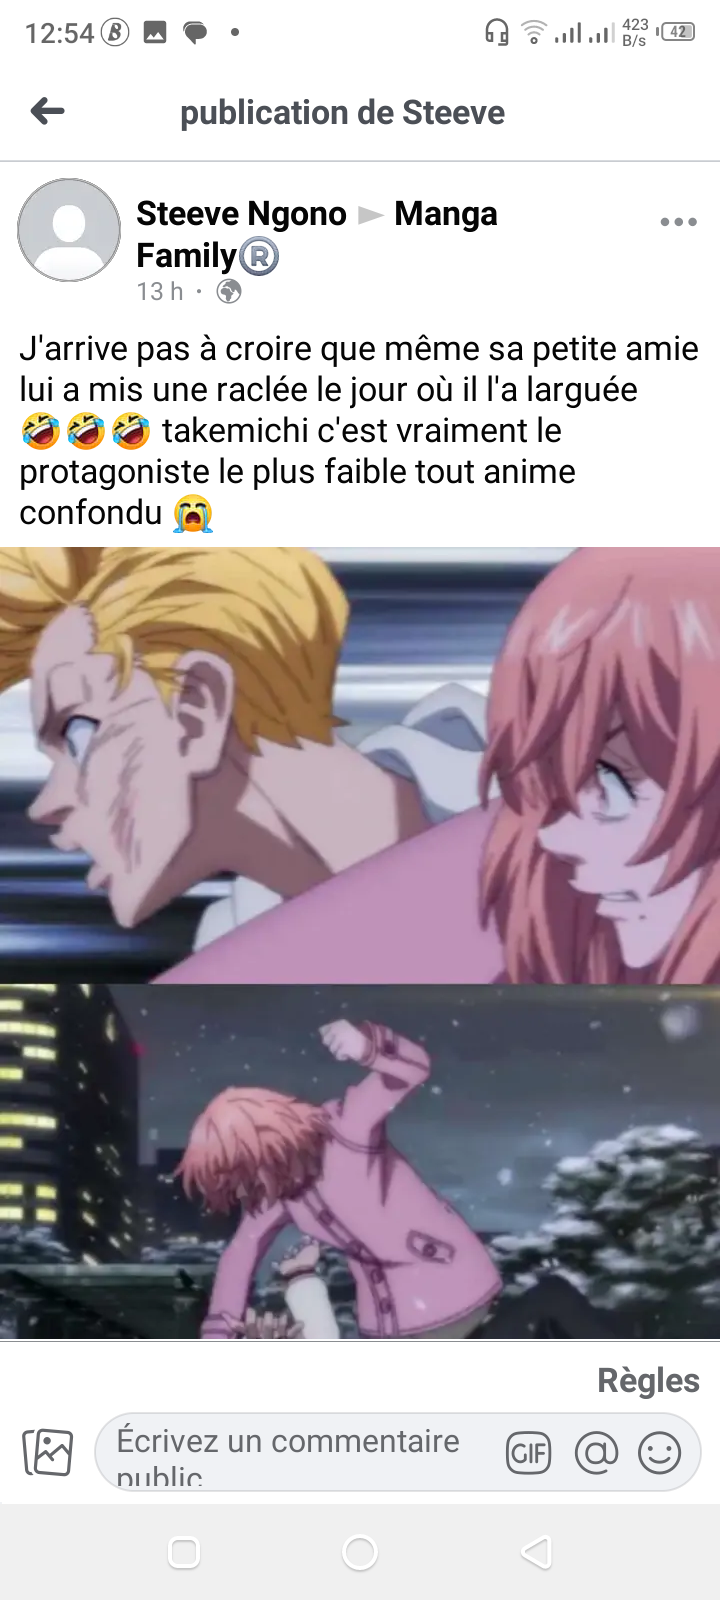 12:54 B 423 B/s 42
publication de Steeve
Steeve Ngono ► Manga
Family®
13 h ·
J'arrive pas à croire que même sa petite amie
lui a mis une raclée le jour où il l'a larguée
🤣🤣🤣 takemichi c'est vraiment le
protagoniste le plus faible tout anime
confondu 😭
Règles
Écrivez un commentaire
public
GIF @